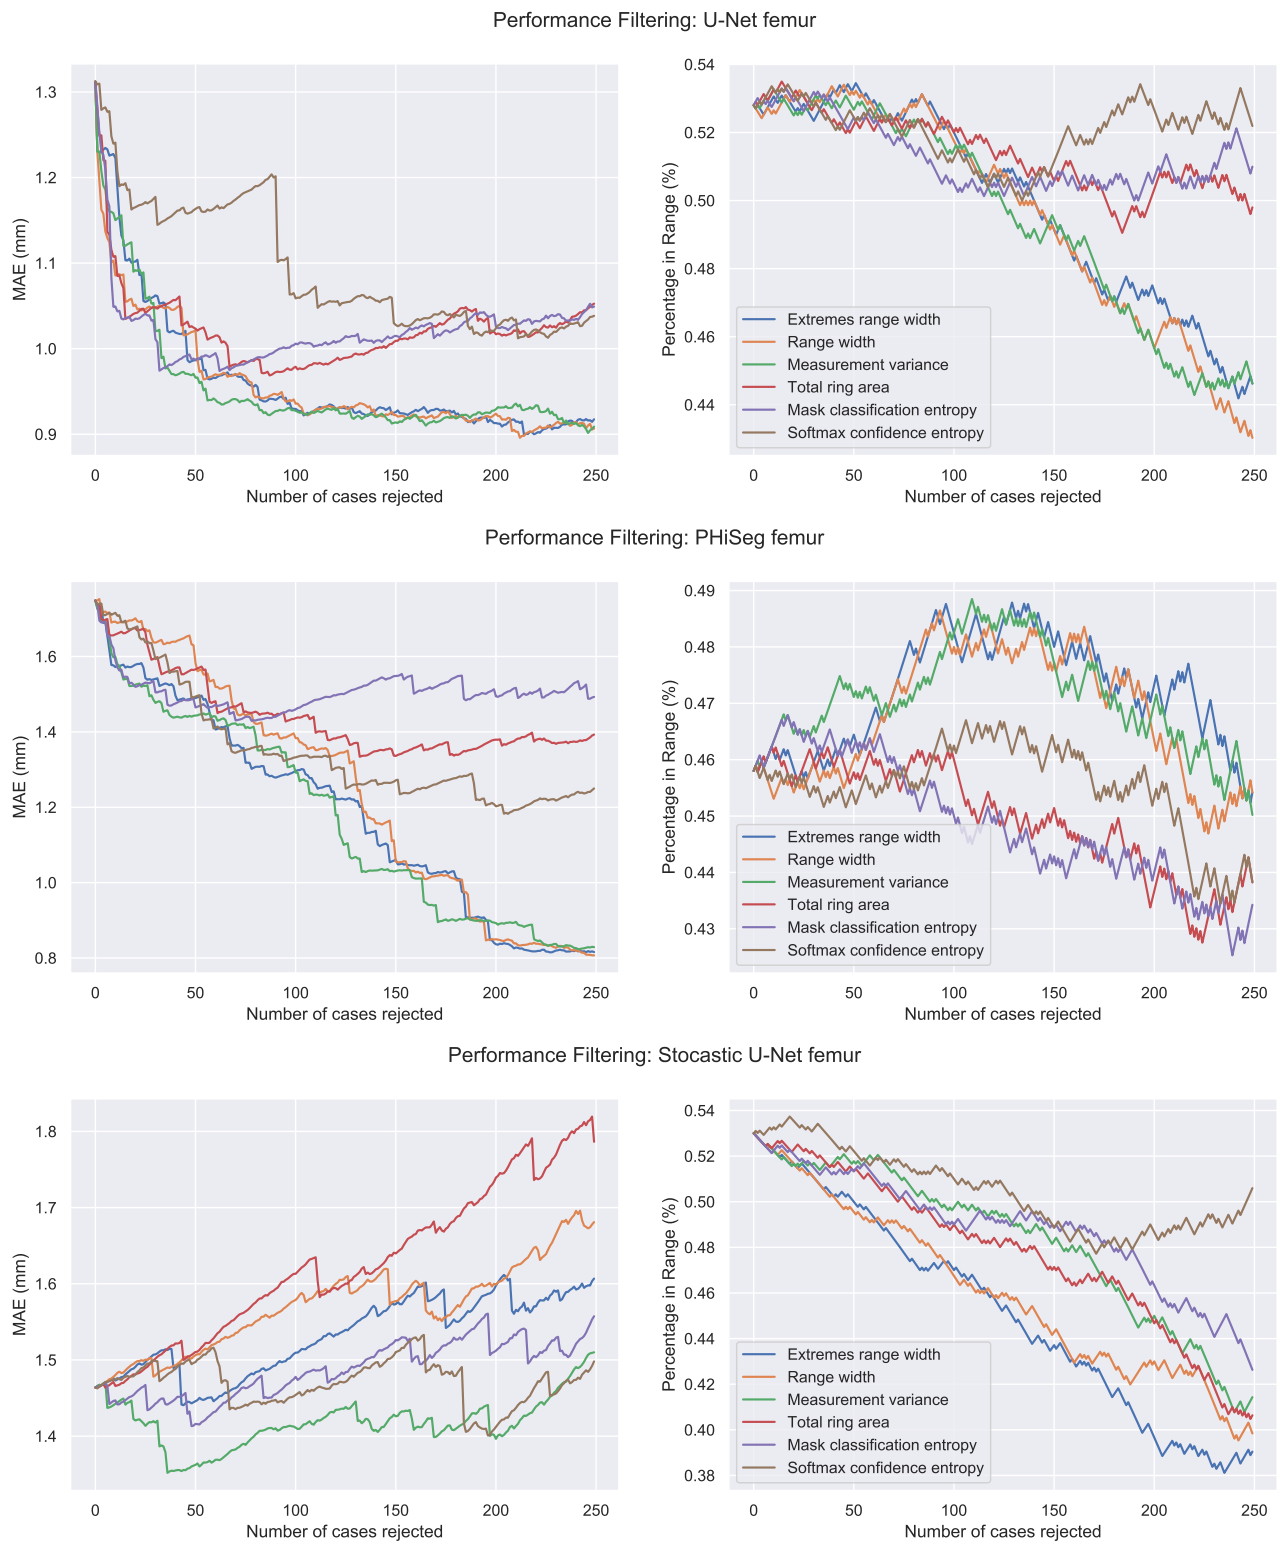 Performance Filtering: U-Net femur
1.3
1.2
1.1
1.0
0.9
MAE (mm)
0
50
100
150
200
250
Number of cases rejected
0.54
0.52
0.50
0.48
0.46
0.44
Percentage in Range (%)
Extremes range width
Range width
Measurement variance
Total ring area
Mask classification entropy
Softmax confidence entropy
0
50
100
150
200
250
Number of cases rejected
Performance Filtering: PHiSeg femur
1.6
1.4
1.2
1.0
0.8
MAE (mm)
0
50
100
150
200
250
Number of cases rejected
0.49
0.48
0.47
0.46
0.45
0.44
0.43
Percentage in Range (%)
Extremes range width
Range width
Measurement variance
Total ring area
Mask classification entropy
Softmax confidence entropy
0
50
100
150
200
250
Number of cases rejected
Performance Filtering: Stocastic U-Net femur
1.8
1.7
1.6
1.5
1.4
MAE (mm)
0
50
100
150
200
250
Number of cases rejected
0.54
0.52
0.50
0.48
0.46
0.44
0.42
0.40
0.38
Percentage in Range (%)
Extremes range width
Range width
Measurement variance
Total ring area
Mask classification entropy
Softmax confidence entropy
0
50
100
150
200
250
Number of cases rejected